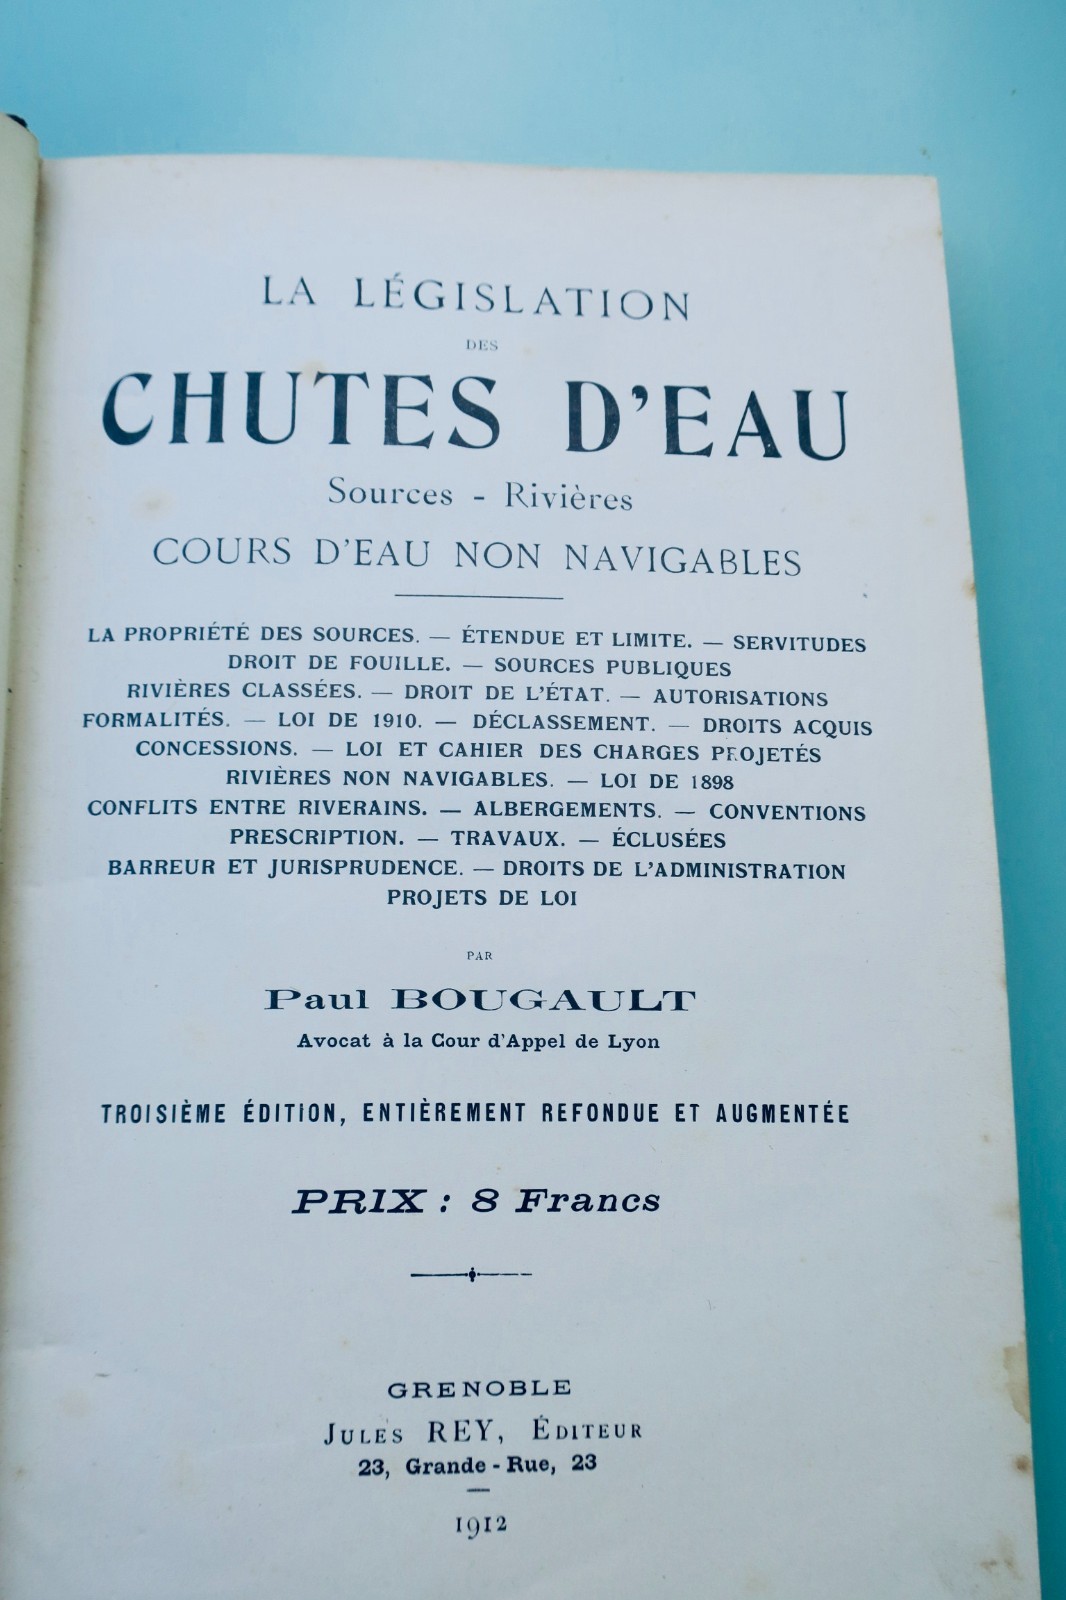 LA LÉGISLATION
DES
CHUTES D'EAU
Sources - Rivières
COURS D'EAU NON NAVIGABLES
LA PROPRIÉTÉ DES SOURCES. — ÉTENDUE ET LIMITE. — SERVITUDES
DROIT DE FOUILLE. — SOURCES PUBLIQUES
RIVIÈRES CLASSÉES. — DROIT DE L'ÉTAT. — AUTORISATIONS
FORMALITÉS. — LOI DE 1910. — DÉCLASSEMENT. — DROITS ACQUIS
CONCESSIONS. — LOI ET CAHIER DES CHARGES PROJETÉS
RIVIÈRES NON NAVIGABLES. — LOI DE 1898
CONFLITS ENTRE RIVERAINS. — ALBERGEMENTS. — CONVENTIONS
PRESCRIPTION. — TRAVAUX. — ÉCLUSÉES
BARREUR ET JURISPRUDENCE. — DROITS DE L'ADMINISTRATION
PROJETS DE LOI
PAR
Paul BOUGAULT
Avocat à la Cour d'Appel de Lyon
TROISIÈME ÉDITION, ENTIÈREMENT REFONDUE ET AUGMENTÉE
PRIX : 8 Francs
GRENOBLE
JULES REY, ÉDITEUR
23, Grande-Rue, 23
1912